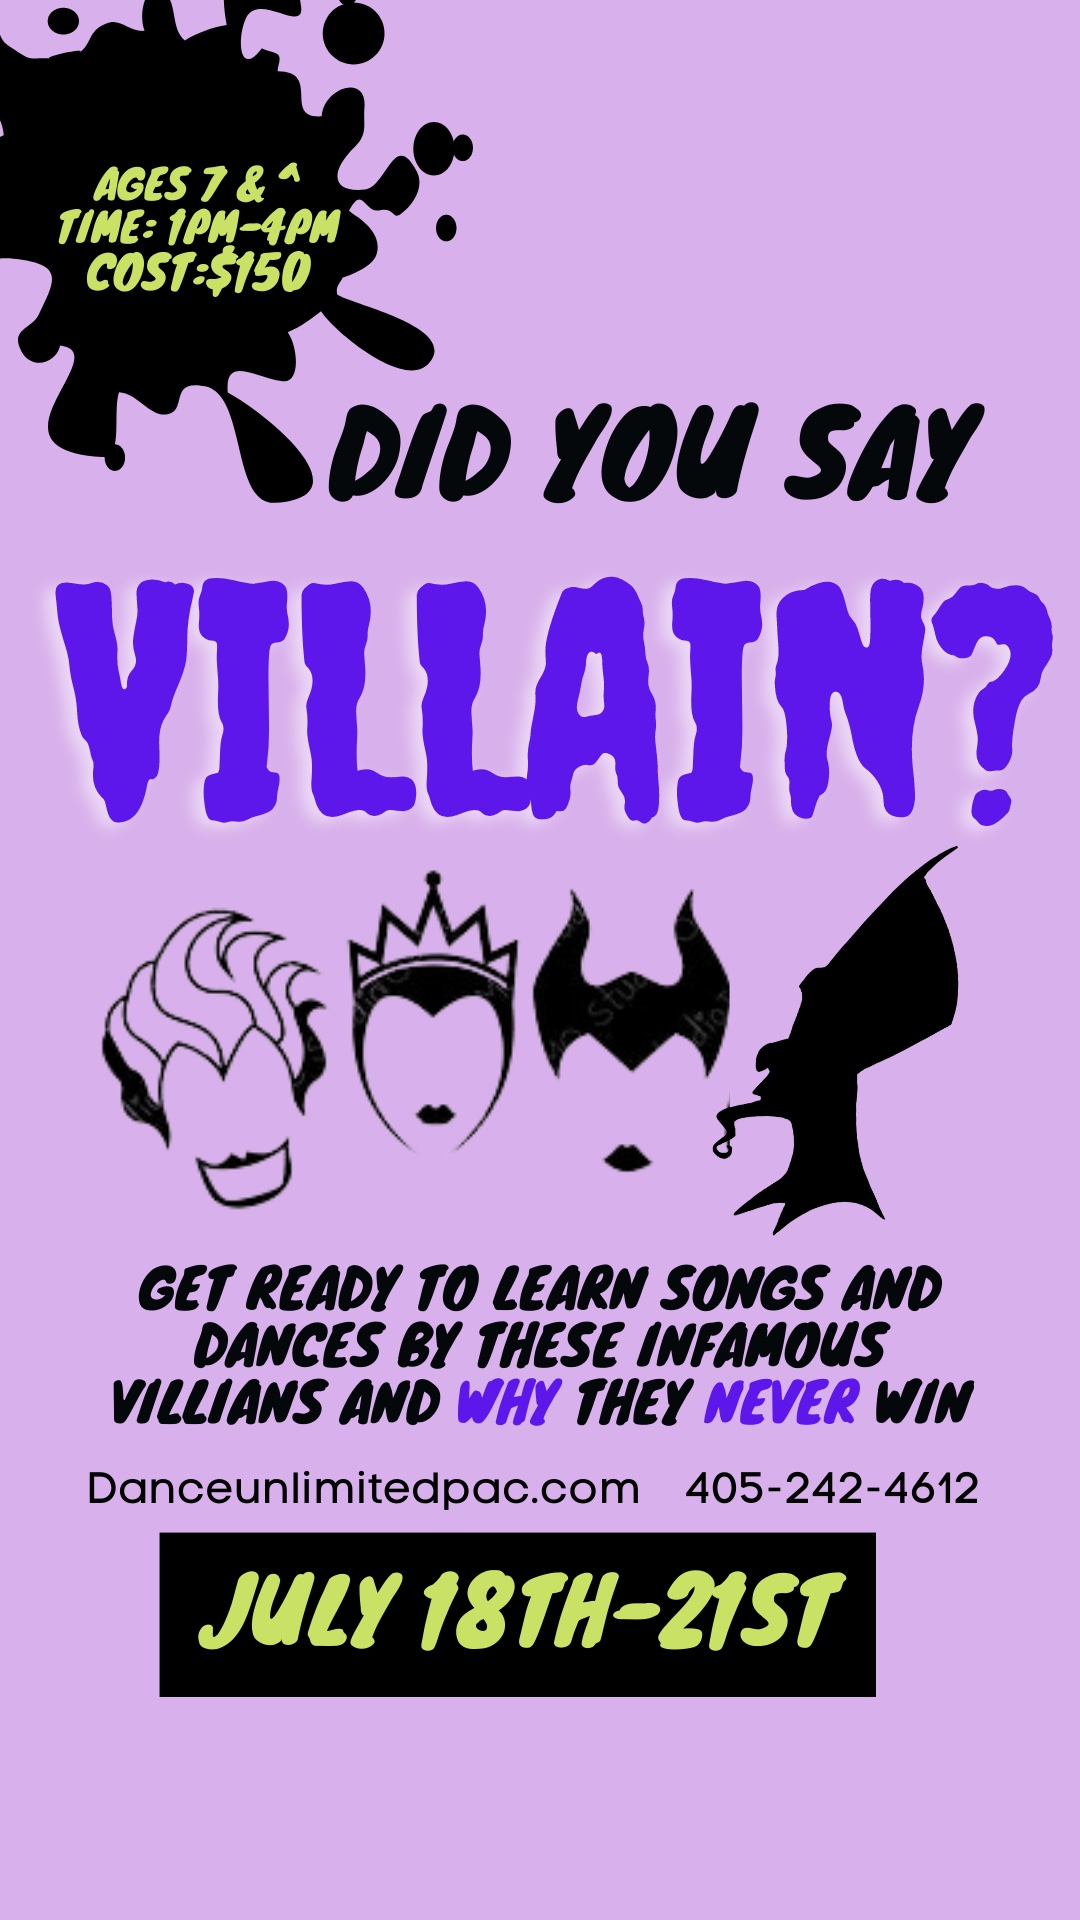 AGES 7 & ^
TIME: 1PM-4PM
COST:$150
DID YOU SAY
VILLAIN?
GET READY TO LEARN SONGS AND
DANCES BY THESE INFAMOUS
VILLIANS AND WHY THEY NEVER WIN
Danceunlimitedpac.com 405-242-4612
JULY 18TH-21ST